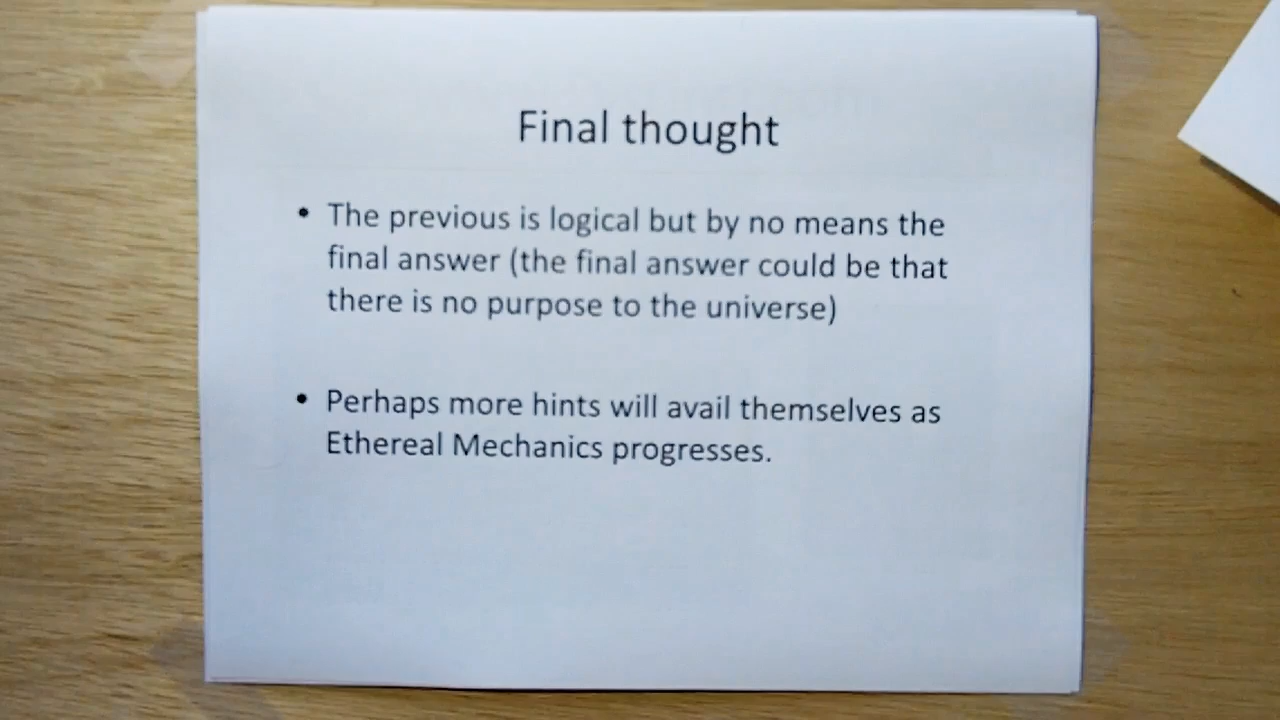 Final thought
• The previous is logical but by no means the
final answer (the final answer could be that
there is no purpose to the universe)
• Perhaps more hints will avail themselves as
Ethereal Mechanics progresses.